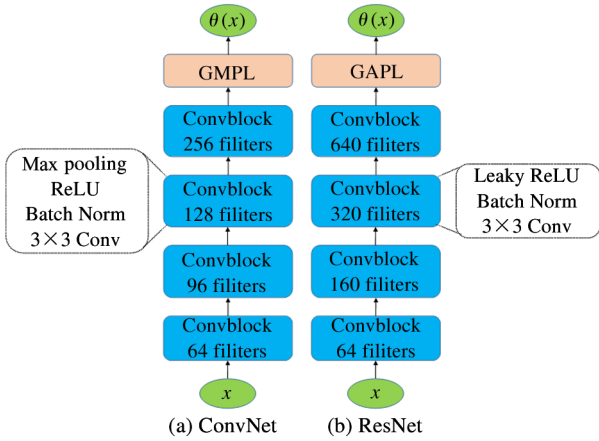 θ(x)
θ(x)
GMPL
GAPL
Convblock
256 filiters
Convblock
640 filiters
Max pooling
ReLU
Batch Norm
3×3 Conv
Convblock
128 filiters
Convblock
320 filiters
Leaky ReLU
Batch Norm
3×3 Conv
Convblock
96 filiters
Convblock
160 filiters
Convblock
64 filiters
Convblock
64 filiters
x
x
(a) ConvNet
(b) ResNet